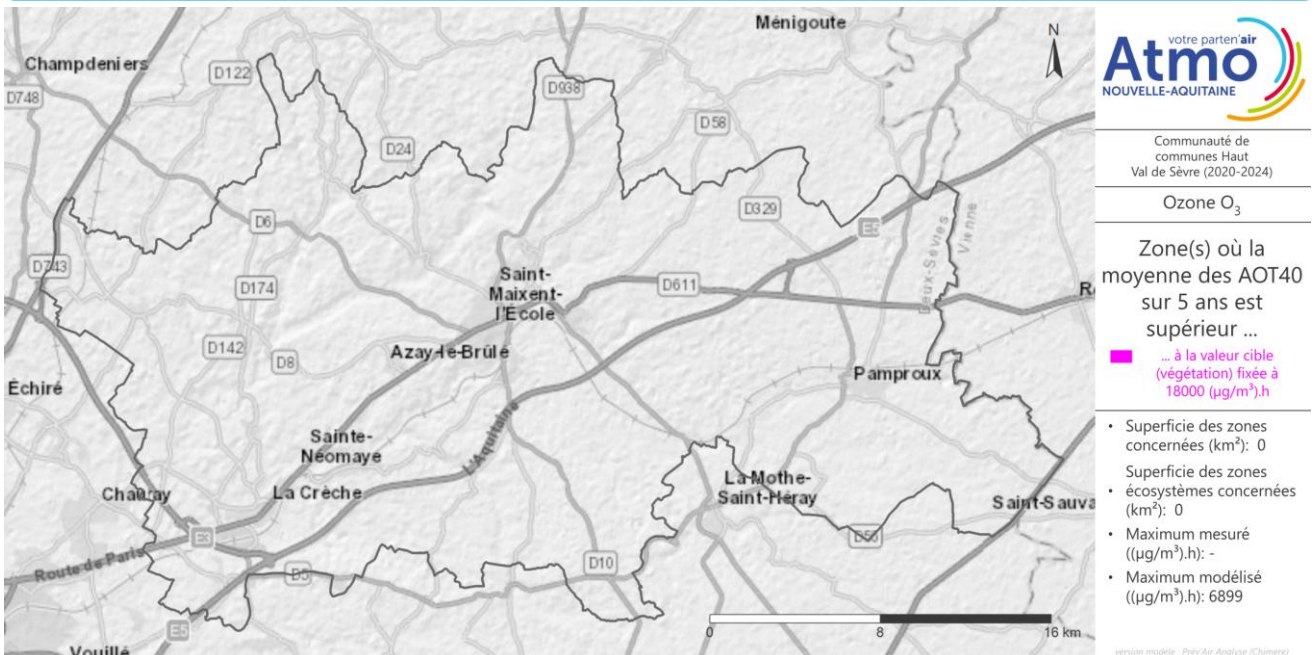 Ménigoute
Champdeniers
D122
D748
D938
D58
D24
D329
D6
E5
Deux-Sèvres
Vienne
D743
D174
Saint-
Maixent-
l'École
D611
D142
D8
Azay-le-Brûlé
Échiré
Pamproux
L'Aquitaine
Sainte-
Néomaye
Chauray
La Crèche
La-Mothe-
Saint-Héray
Saint-Sauva
Route de Paris
D56
D5
D10
E5
Vouillé
N
0
8
16 km
votre parten'air
Atmo
NOUVELLE-AQUITAINE
Communauté de
communes Haut
Val de Sèvre (2020-2024)
Ozone O₃
Zone(s) où la
moyenne des AOT40
sur 5 ans est
supérieur ...
... à la valeur cible
(végétation) fixée à
18000 (µg/m³).h
• Superficie des zones
concernées (km²): 0
Superficie des zones
• écosystèmes concernées
(km²): 0
• Maximum mesuré
((µg/m³).h): -
• Maximum modélisé
((µg/m³).h): 6899
version modèle : Prév'Air Analyse (Chimere)